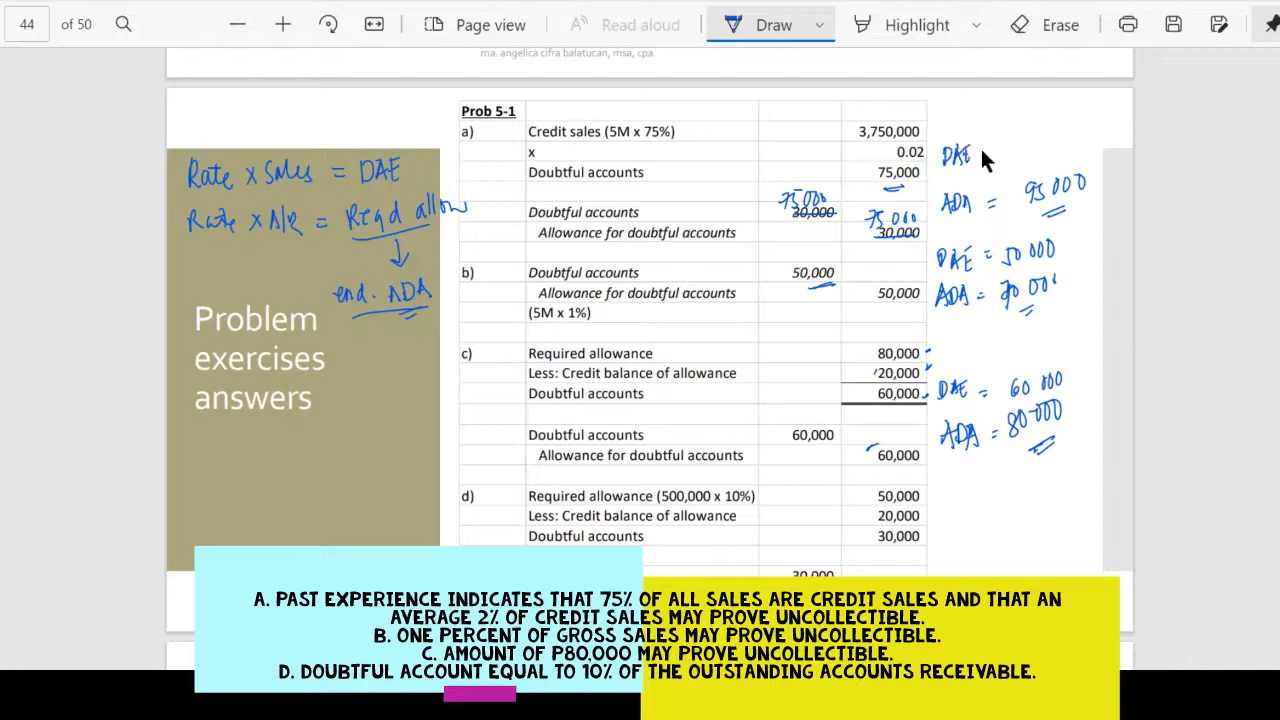 44 of 50 Page view Read aloud Draw Highlight Erase
ma. angelica cifra balatucan, msa, cpa
Prob 5-1
a) Credit sales (5M x 75%) 3,750,000
x 0.02
Doubtful accounts 75,000
75000
Doubtful accounts 30,000
75 000
Allowance for doubtful accounts 30,000
b) Doubtful accounts 50,000
Allowance for doubtful accounts 50,000
(5M x 1%)
c) Required allowance 80,000
Less: Credit balance of allowance 20,000
Doubtful accounts 60,000
Doubtful accounts 60,000
Allowance for doubtful accounts 60,000
d) Required allowance (500,000 x 10%) 50,000
Less: Credit balance of allowance 20,000
Doubtful accounts 30,000
30,000
Rate x Sales = DAE
Rate x A/R = Reqd allow
end. ADA
Problem
exercises
answers
DAE
ADA = 95 000
DAE = 50 000
ADA = 70 000
DAE = 60 000
ADA = 80 000
A. PAST EXPERIENCE INDICATES THAT 75% OF ALL SALES ARE CREDIT SALES AND THAT AN
AVERAGE 2% OF CREDIT SALES MAY PROVE UNCOLLECTIBLE.
B. ONE PERCENT OF GROSS SALES MAY PROVE UNCOLLECTIBLE.
C. AMOUNT OF P80,000 MAY PROVE UNCOLLECTIBLE.
D. DOUBTFUL ACCOUNT EQUAL TO 10% OF THE OUTSTANDING ACCOUNTS RECEIVABLE.